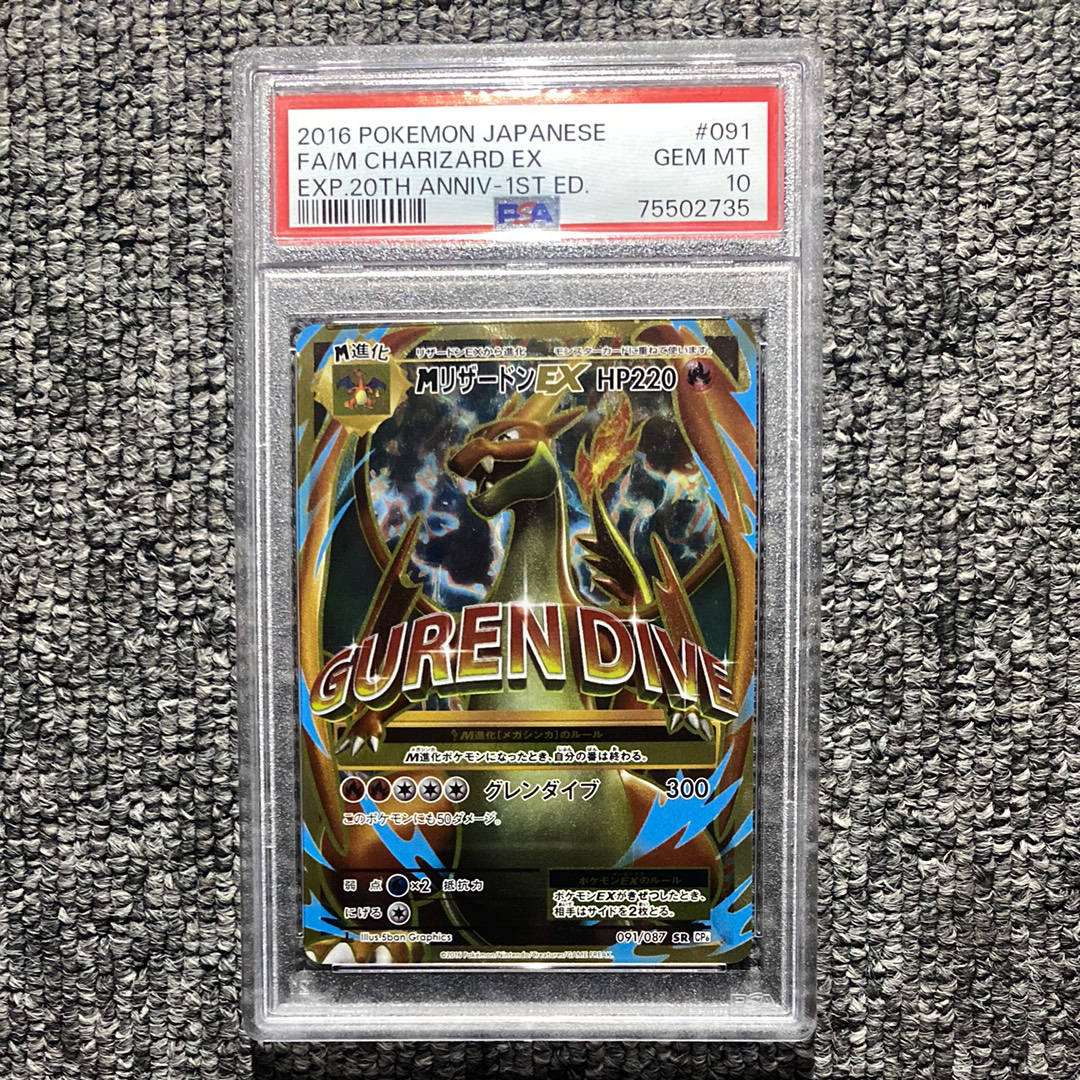 2016 POKEMON JAPANESE #091
FA/M CHARIZARD EX GEM MT
EXP.20TH ANNIV-1ST ED. 10
PSA 75502735
M進化
リザードンEXから進化 モンスターカードに重ねて使います。
MリザードンEX HP220
GUREN DIVE
M進化[メガシンカ]のルール
M進化ポケモンになったとき、自分の番は終わる。
グレンダイブ 300
このポケモンにも50ダメージ。
弱点 ×2 抵抗力
ポケモンEXのルール
ポケモンEXがきぜつしたとき、
にげる
相手はサイドを2枚とる。
Illus.5ban Graphics 091/087 SR CP6
©2016 Pokémon/Nintendo/Creatures/GAME FREAK.
PSA